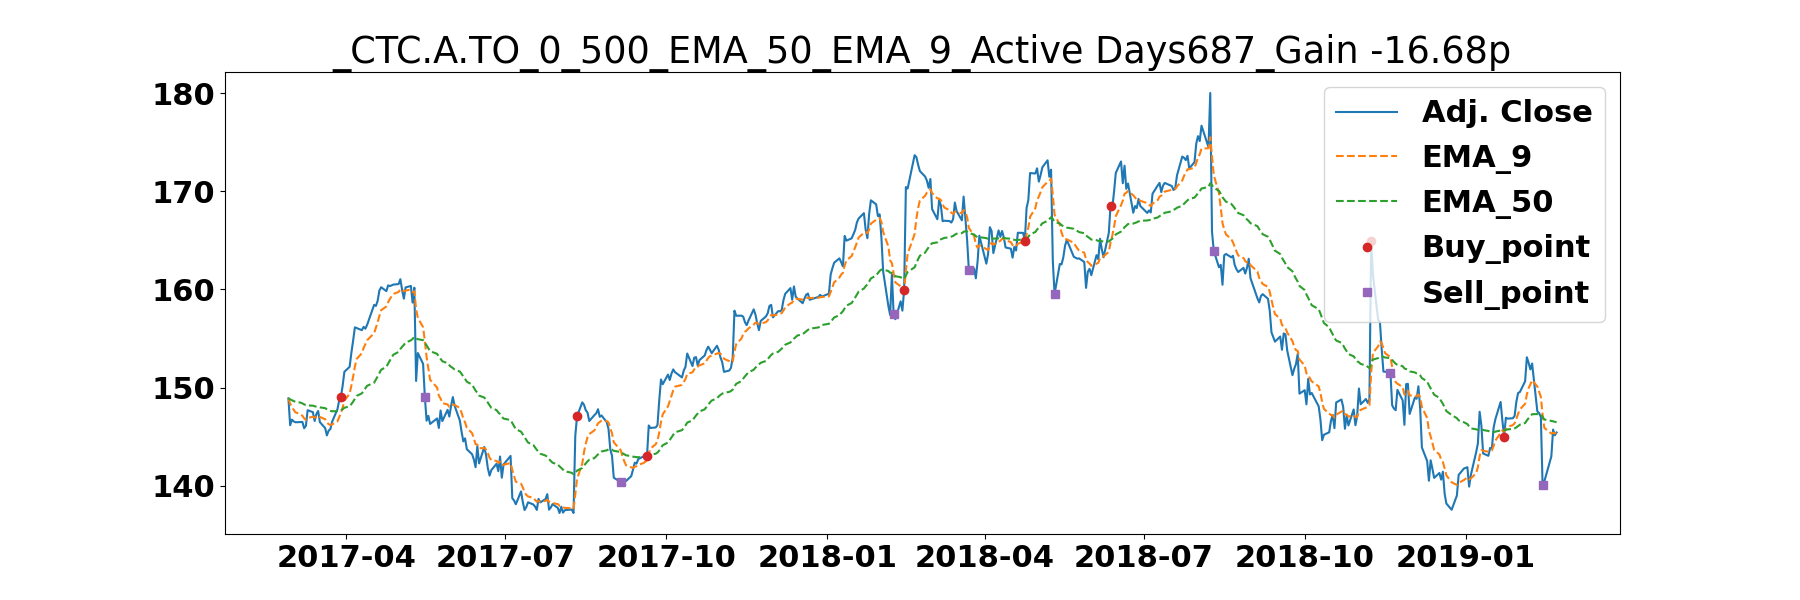 _CTC.A.TO_0_500_EMA_50_EMA_9_Active Days687_Gain -16.68p
180
170
160
150
140
Adj. Close
EMA_9
EMA_50
Buy_point
Sell_point
2017-04 2017-07 2017-10 2018-01 2018-04 2018-07 2018-10 2019-01